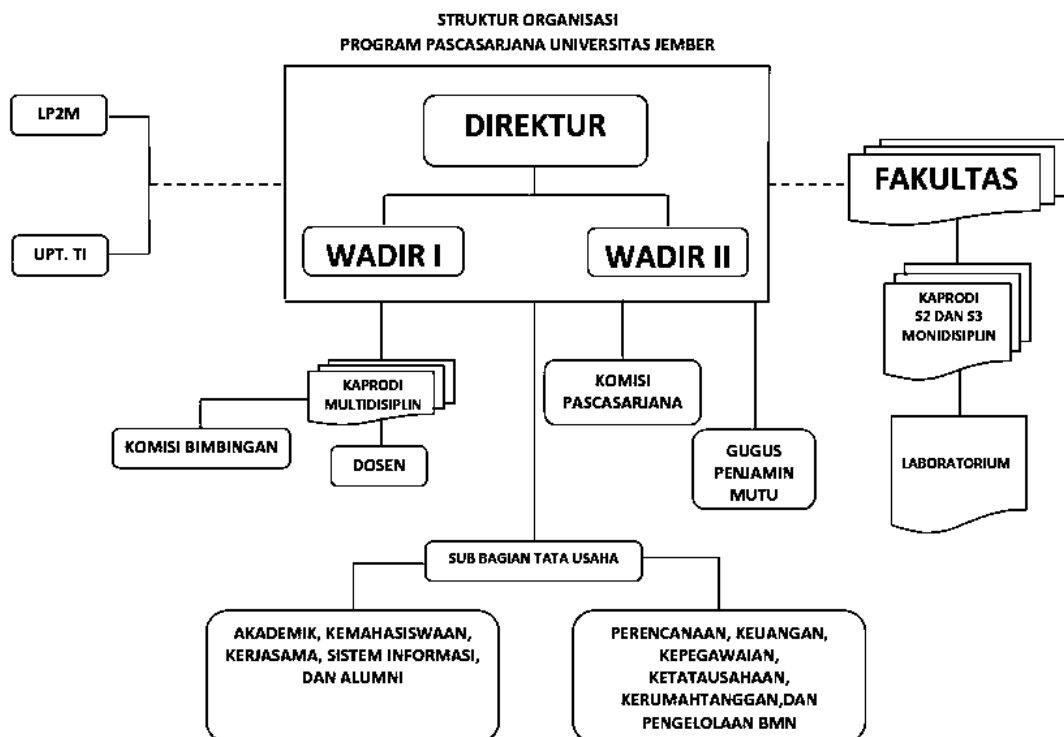 STRUKTUR ORGANISASI
PROGRAM PASCASARJANA UNIVERSITAS JEMBER
LP2M
UPT. TI
DIREKTUR
WADIR I
WADIR II
FAKULTAS
KAPRODI
S2 DAN S3
MONIDISIPLIN
LABORATORIUM
KAPRODI
MULTIDISIPLIN
KOMISI BIMBINGAN
DOSEN
KOMISI
PASCASARJANA
GUGUS
PENJAMIN
MUTU
SUB BAGIAN TATA USAHA
AKADEMIK, KEMAHASISWAAN,
KERJASAMA, SISTEM INFORMASI,
DAN ALUMNI
PERENCANAAN, KEUANGAN,
KEPEGAWAIAN,
KETATAUSAHAAN,
KERUMAHTANGGAN,DAN
PENGELOLAAN BMN